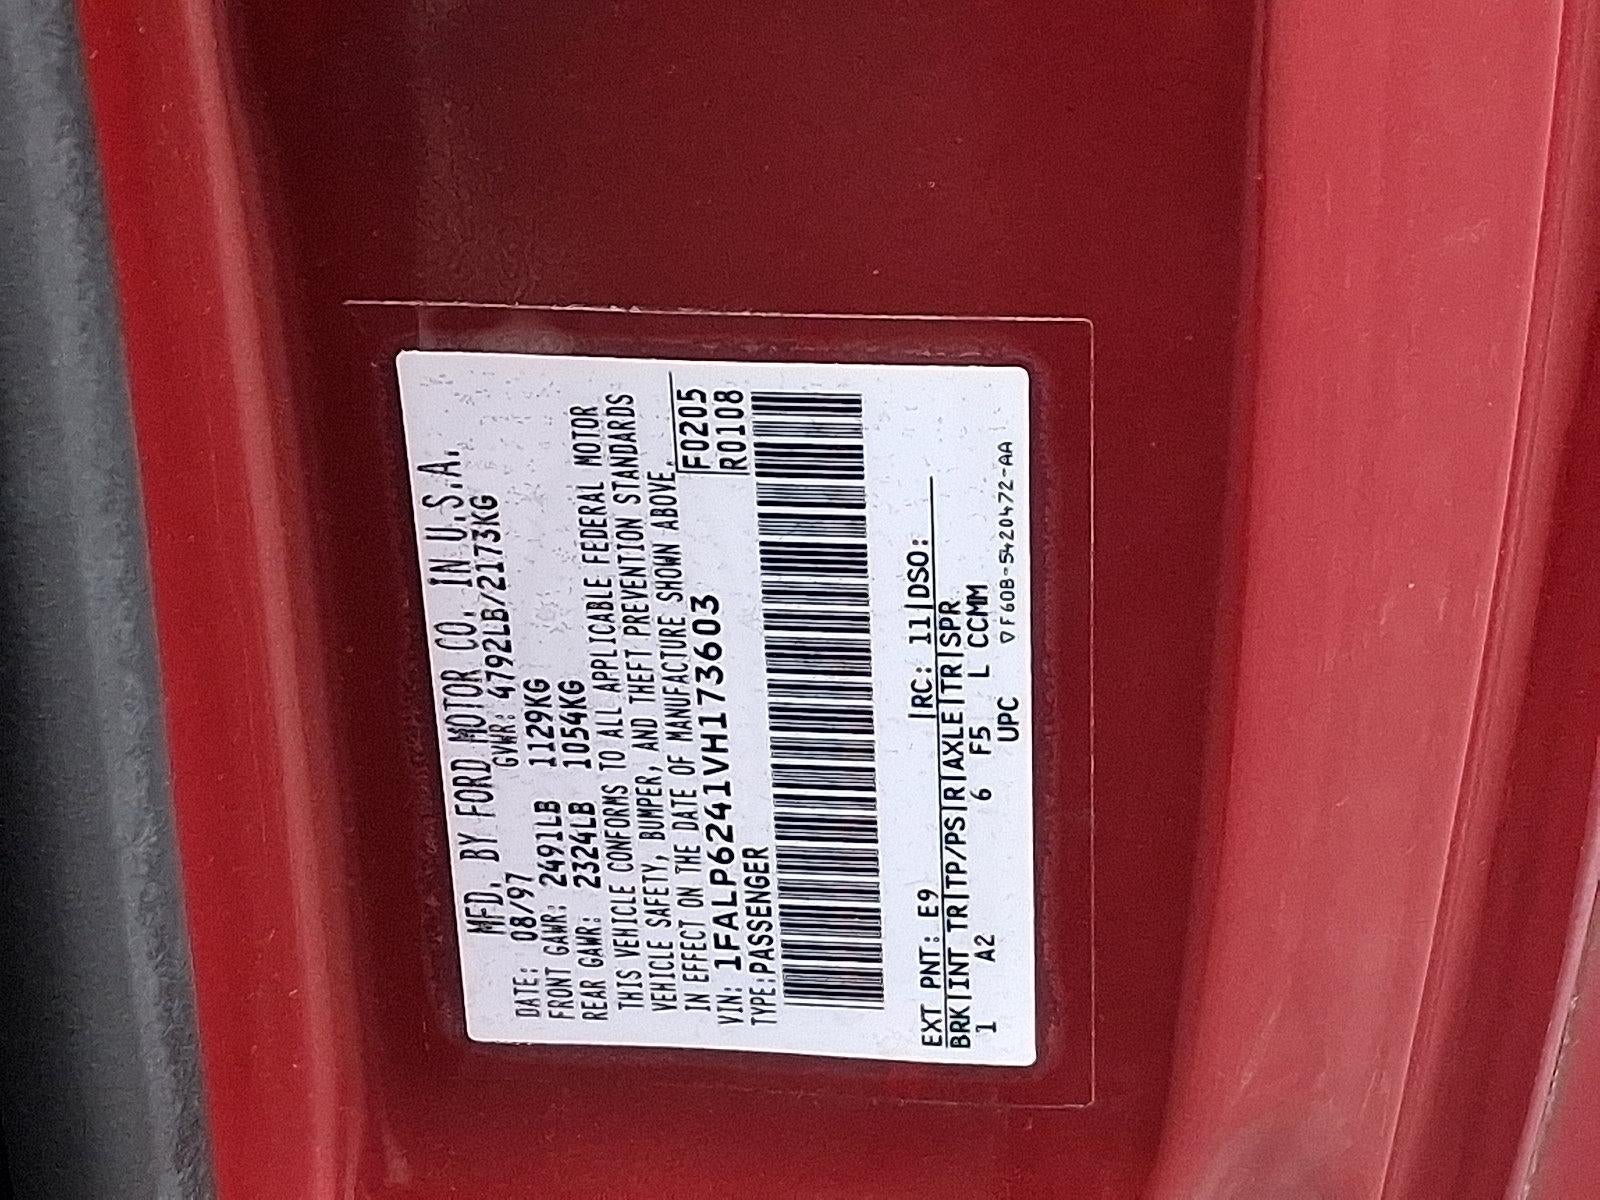 MFD. BY FORD MOTOR CO. IN U.S.A.
DATE: 08/97 GVWR: 4792LB/2173KG
FRONT GAWR: 2491LB 1129KG
REAR GAWR: 2324LB 1054KG
THIS VEHICLE CONFORMS TO ALL APPLICABLE FEDERAL MOTOR
VEHICLE SAFETY, BUMPER, AND THEFT PREVENTION STANDARDS
IN EFFECT ON THE DATE OF MANUFACTURE SHOWN ABOVE.
VIN: 1FALP6241VH173603 F0205
TYPE: PASSENGER R0108
EXT PNT: E9 RC: 11 DSO:
BRK INT TR TP/PS R AXLE TR SPR
1 A2 6 F5 L CCMM
UPC ▽F60B-5420472-AA